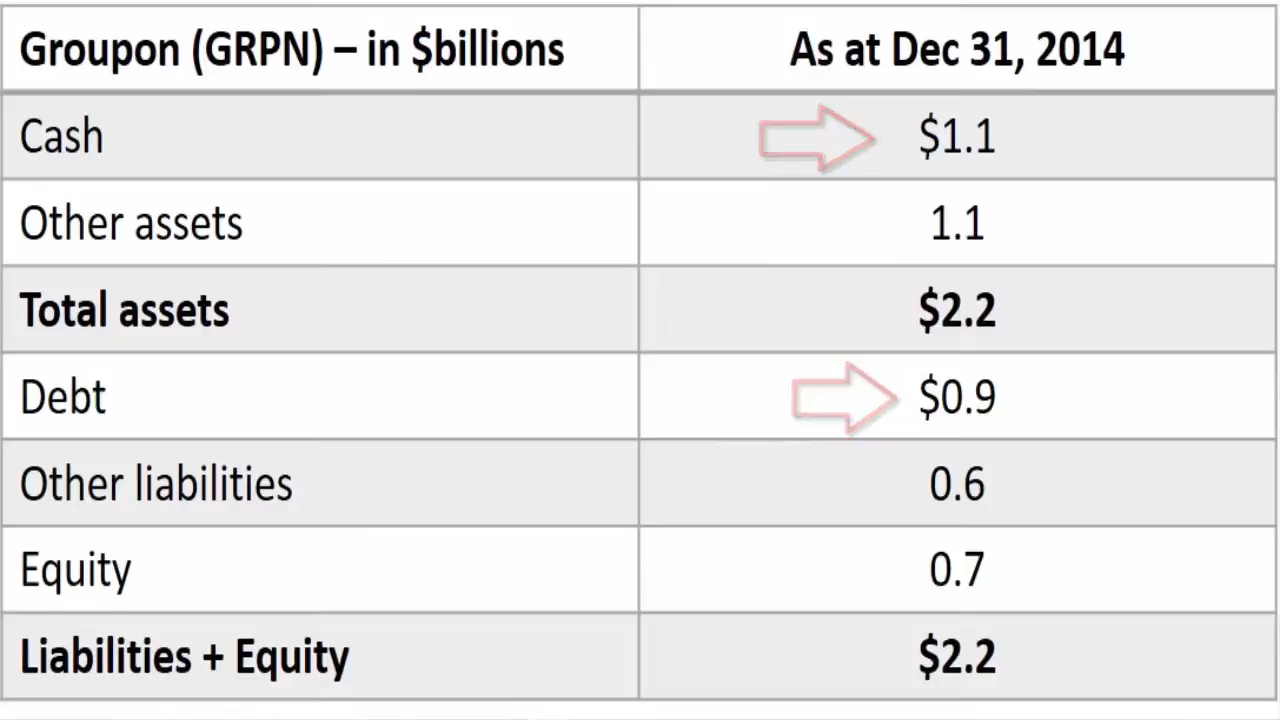 Groupon (GRPN) – in $billions As at Dec 31, 2014
Cash $1.1
Other assets 1.1
Total assets $2.2
Debt $0.9
Other liabilities 0.6
Equity 0.7
Liabilities + Equity $2.2